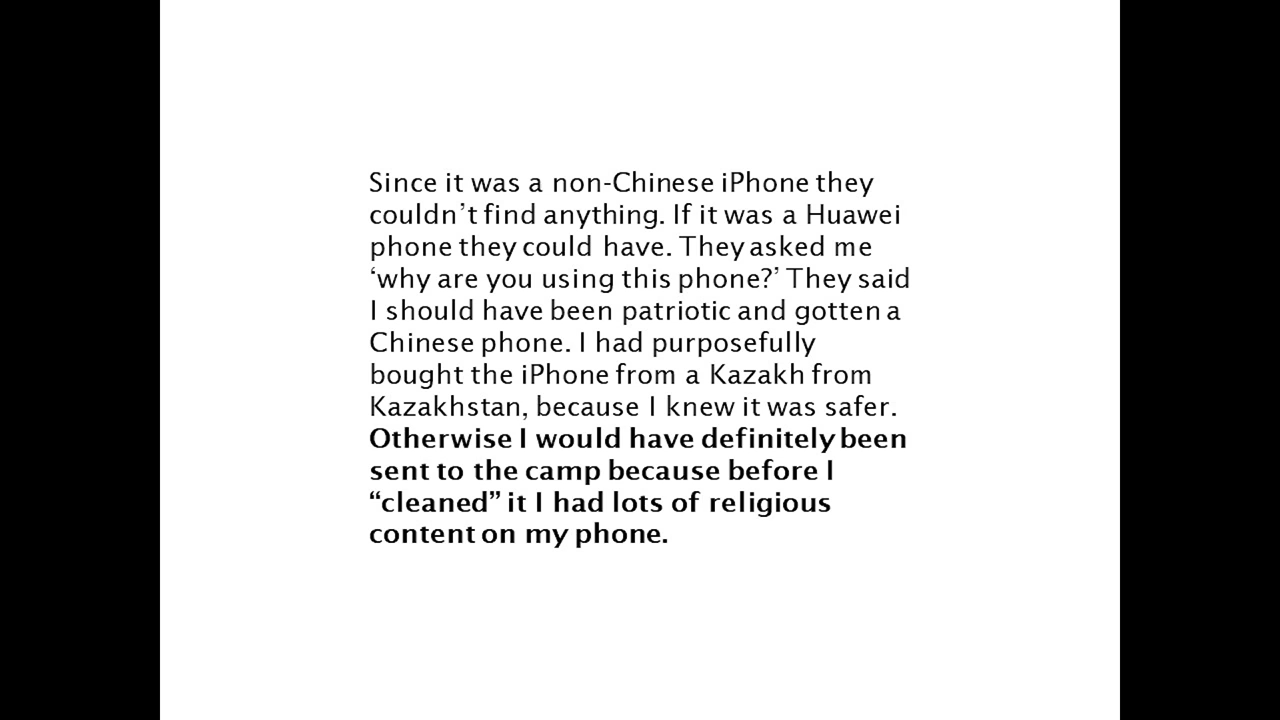 Since it was a non-Chinese iPhone they
couldn’t find anything. If it was a Huawei
phone they could have. They asked me
‘why are you using this phone?’ They said
I should have been patriotic and gotten a
Chinese phone. I had purposefully
bought the iPhone from a Kazakh from
Kazakhstan, because I knew it was safer.
Otherwise I would have definitely been
sent to the camp because before I
“cleaned” it I had lots of religious
content on my phone.